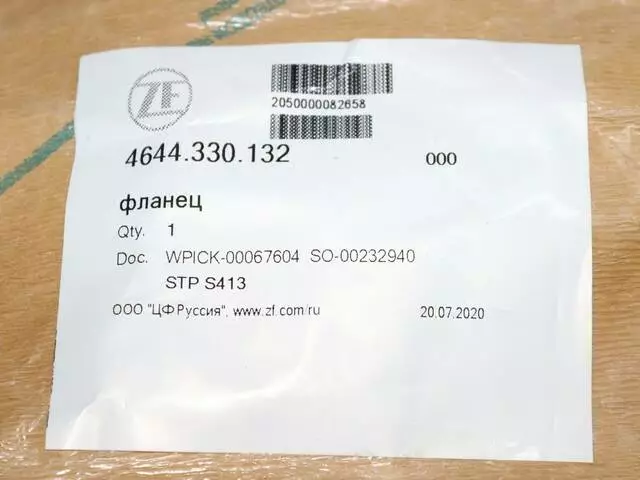 ZF
2050000082658
4644.330.132 000
фланец
Qty. 1
Doc. WPICK-00067604 SO-00232940
STP S413
ООО "ЦФ Руссия", www.zf.com/ru 20.07.2020